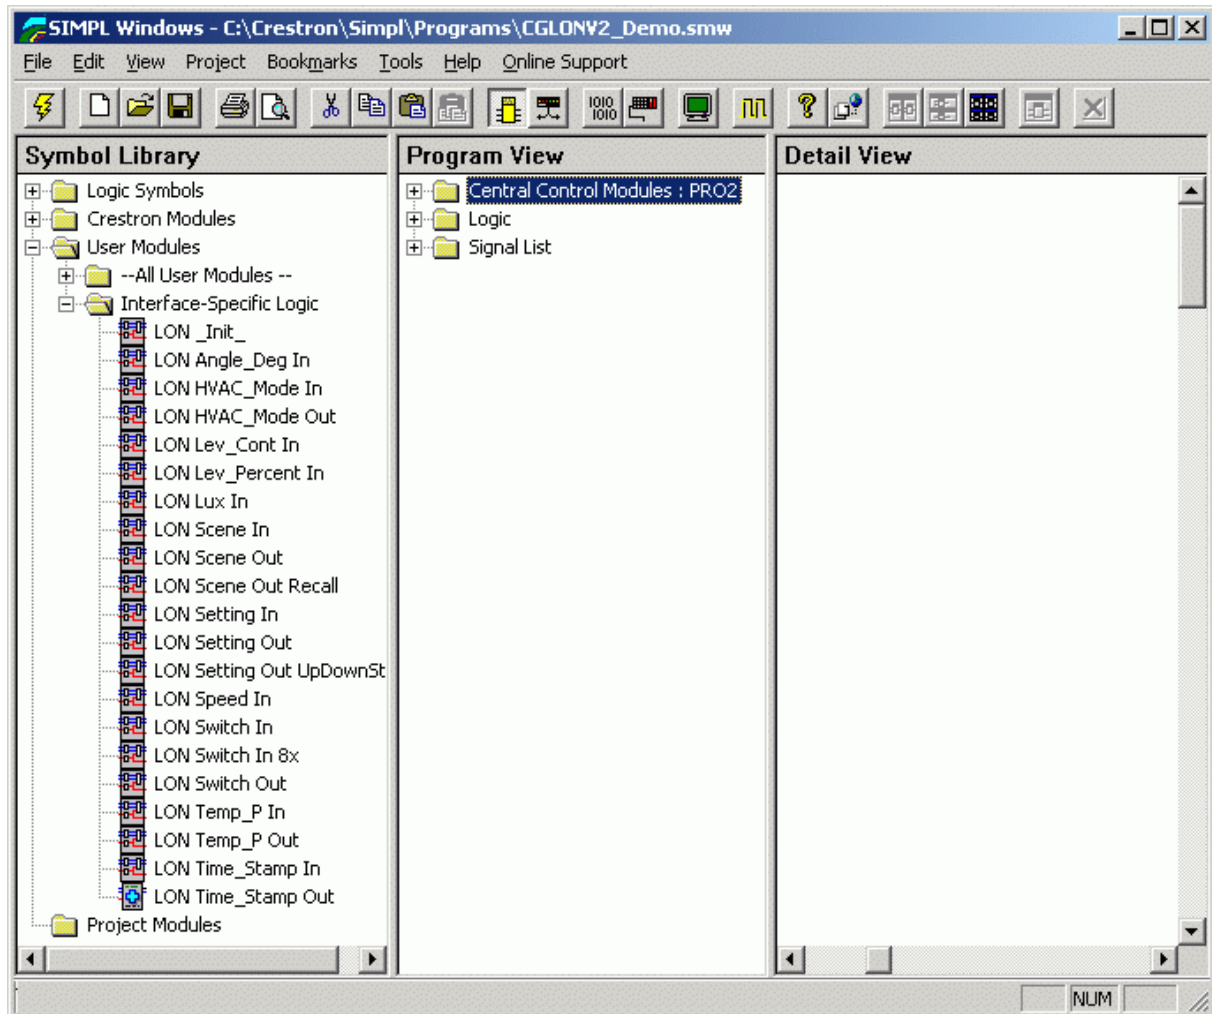 SIMPL Windows - C:\Crestron\Simpl\Programs\CGLONV2_Demo.smw
File Edit View Project Bookmarks Tools Help Online Support
Symbol Library
Logic Symbols
Crestron Modules
User Modules
--All User Modules --
Interface-Specific Logic
LON _Init_
LON Angle_Deg In
LON HVAC_Mode In
LON HVAC_Mode Out
LON Lev_Cont In
LON Lev_Percent In
LON Lux In
LON Scene In
LON Scene Out
LON Scene Out Recall
LON Setting In
LON Setting Out
LON Setting Out UpDownSt
LON Speed In
LON Switch In
LON Switch In 8x
LON Switch Out
LON Temp_P In
LON Temp_P Out
LON Time_Stamp In
LON Time_Stamp Out
Project Modules
Program View
Central Control Modules : PRO2
Logic
Signal List
Detail View
NUM